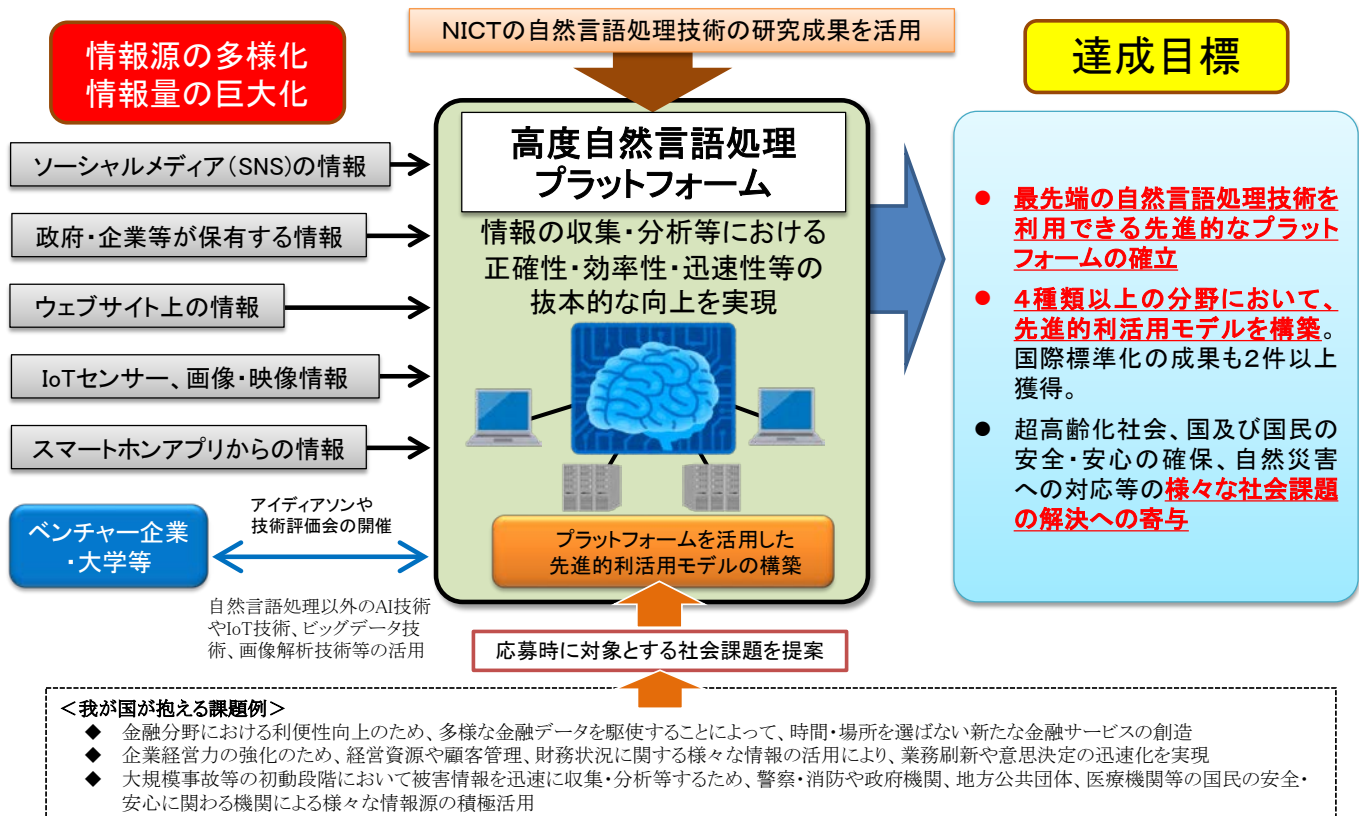 NICTの自然言語処理技術の研究成果を活用
情報源の多様化
情報量の巨大化
達成目標
ソーシャルメディア(SNS)の情報
政府・企業等が保有する情報
ウェブサイト上の情報
IoTセンサー、画像・映像情報
スマートホンアプリからの情報
高度自然言語処理
プラットフォーム
情報の収集・分析等における
正確性・効率性・迅速性等の
抜本的な向上を実現
プラットフォームを活用した
先進的利活用モデルの構築
● 最先端の自然言語処理技術を
利用できる先進的なプラット
フォームの確立
● 4種類以上の分野において、
先進的利活用モデルを構築。
国際標準化の成果も2件以上
獲得。
● 超高齢化社会、国及び国民の
安全・安心の確保、自然災害
への対応等の様々な社会課題
の解決への寄与
ベンチャー企業
・大学等
アイディアソンや
技術評価会の開催
自然言語処理以外のAI技術
やIoT技術、ビッグデータ技
術、画像解析技術等の活用
応募時に対象とする社会課題を提案
＜我が国が抱える課題例＞
◆ 金融分野における利便性向上のため、多様な金融データを駆使することによって、時間・場所を選ばない新たな金融サービスの創造
◆ 企業経営力の強化のため、経営資源や顧客管理、財務状況に関する様々な情報の活用により、業務刷新や意思決定の迅速化を実現
◆ 大規模事故等の初動段階において被害情報を迅速に収集・分析等するため、警察・消防や政府機関、地方公共団体、医療機関等の国民の安全・
安心に関わる機関による様々な情報源の積極活用